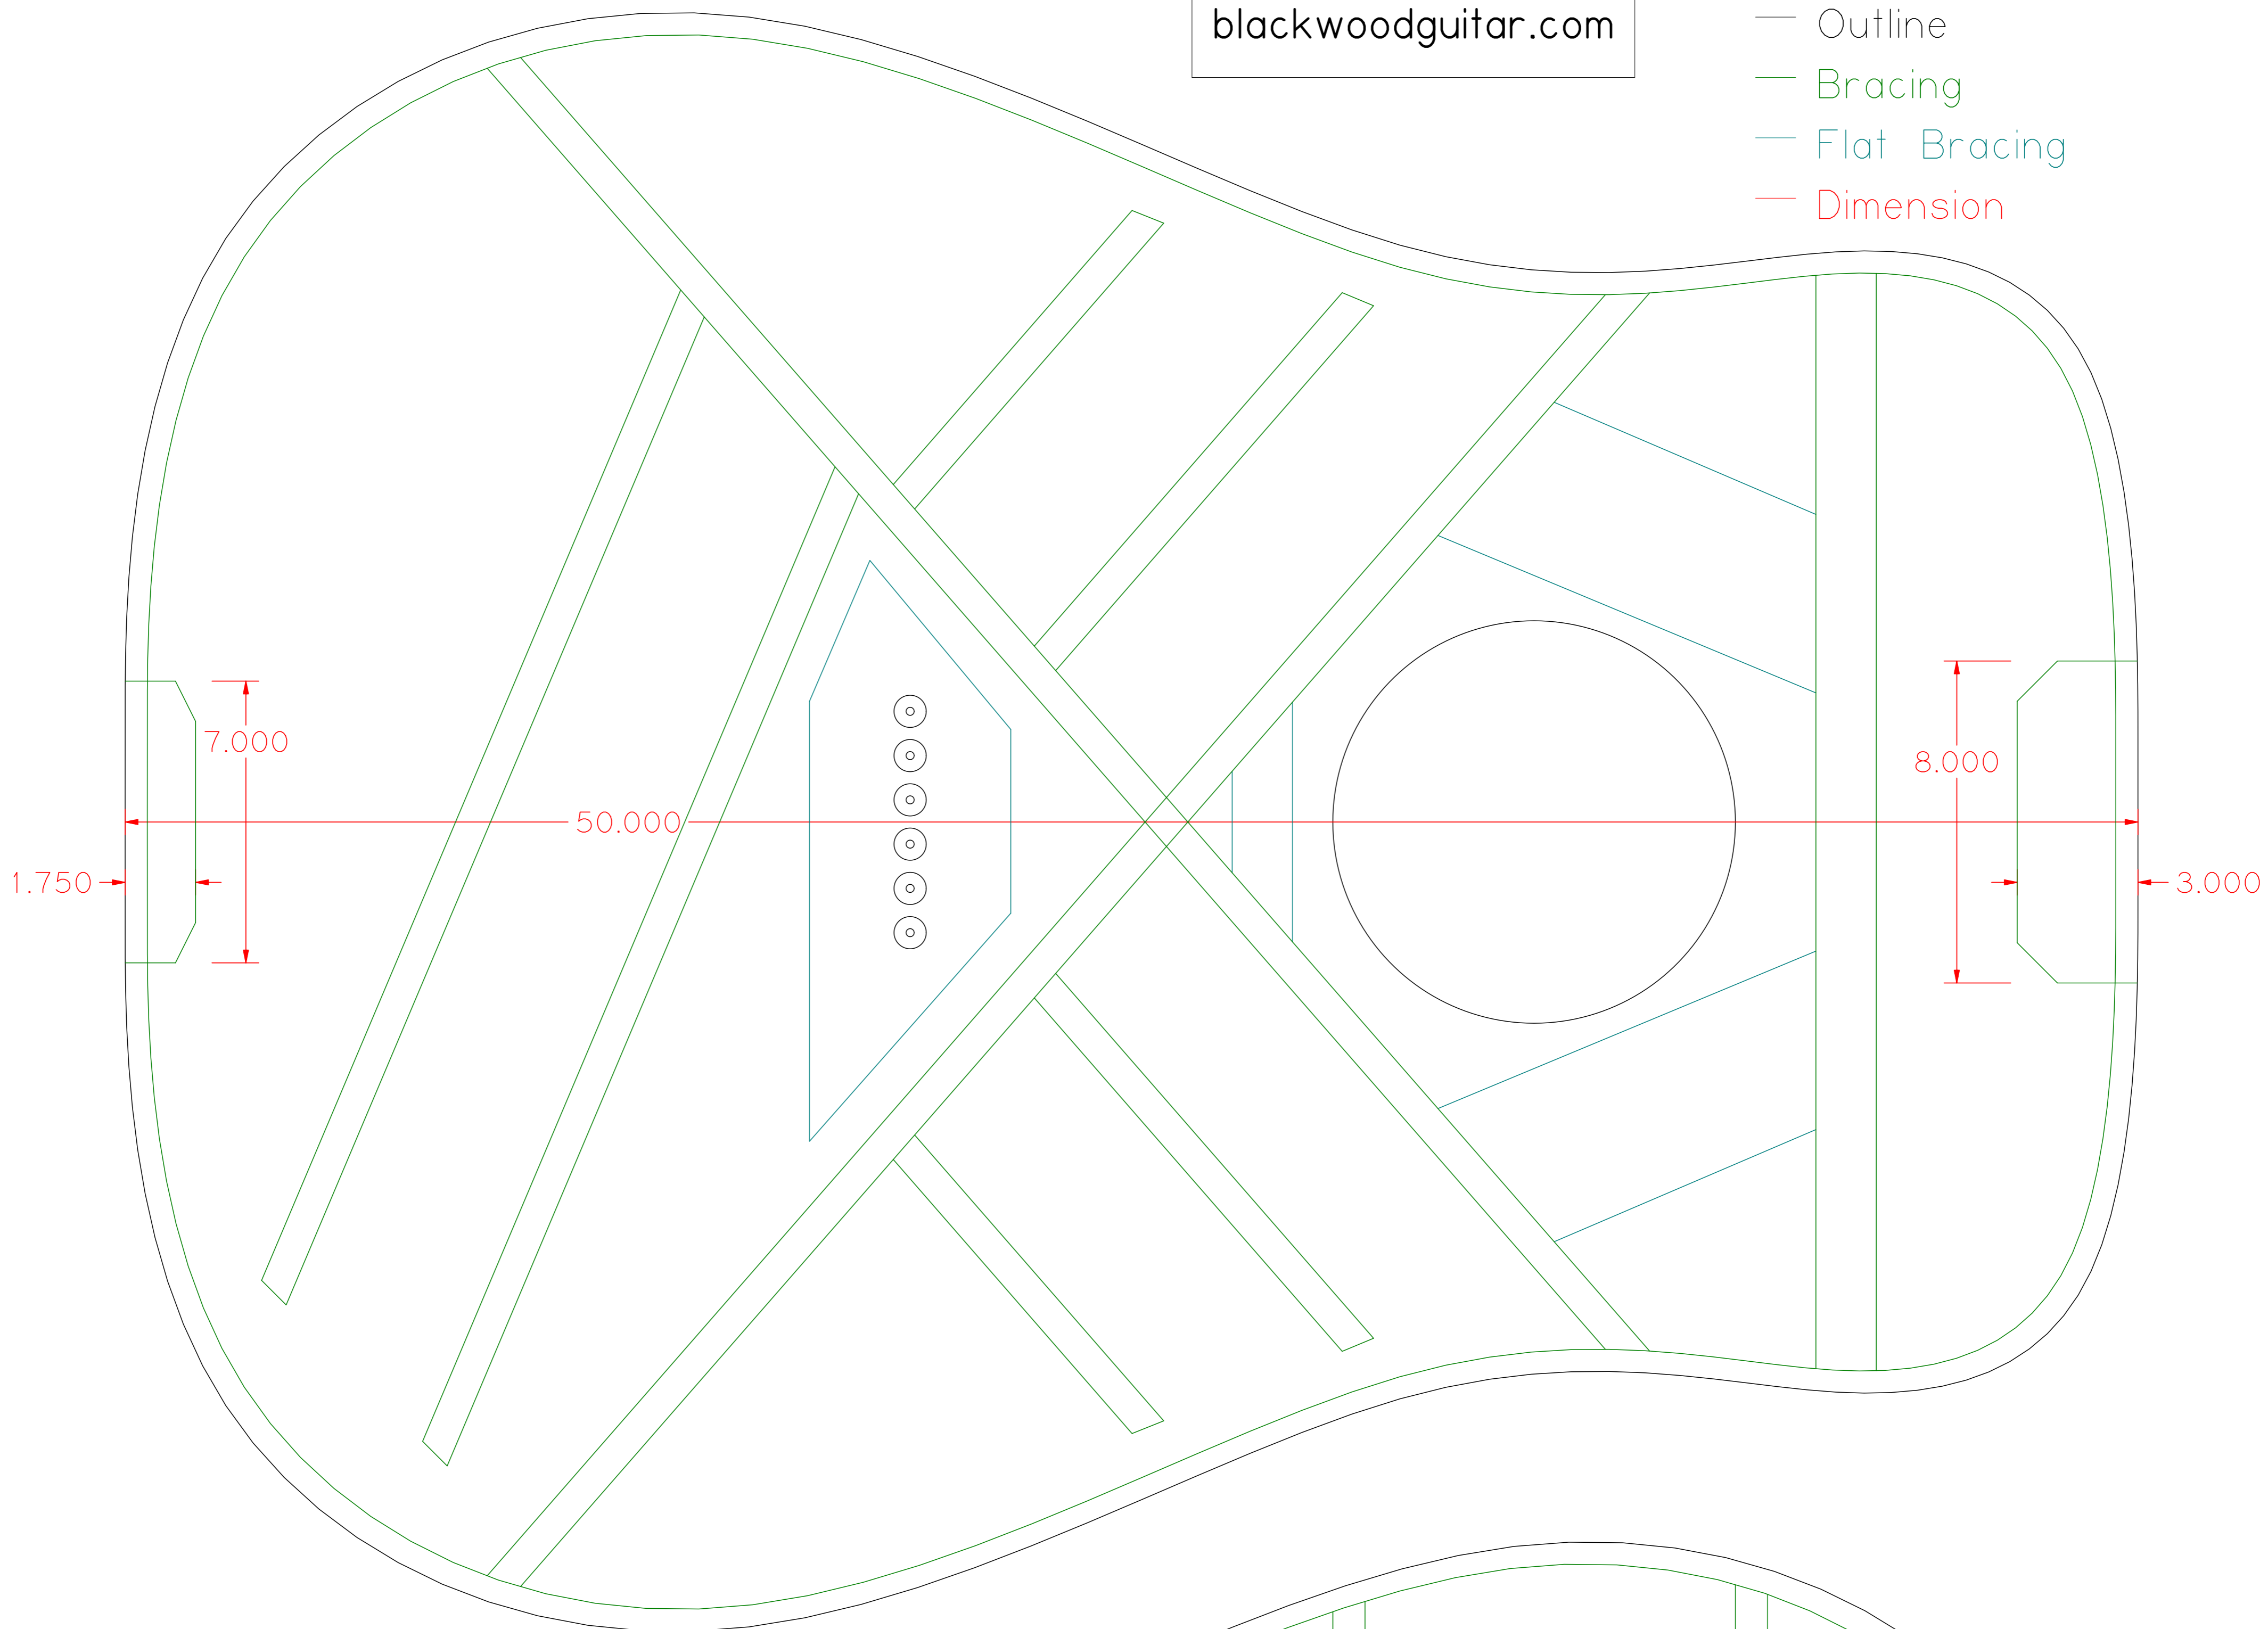 blackwoodguitar.com
Outline
Bracing
Flat Bracing
Dimension
7.000
8.000
50.000
1.750
3.000